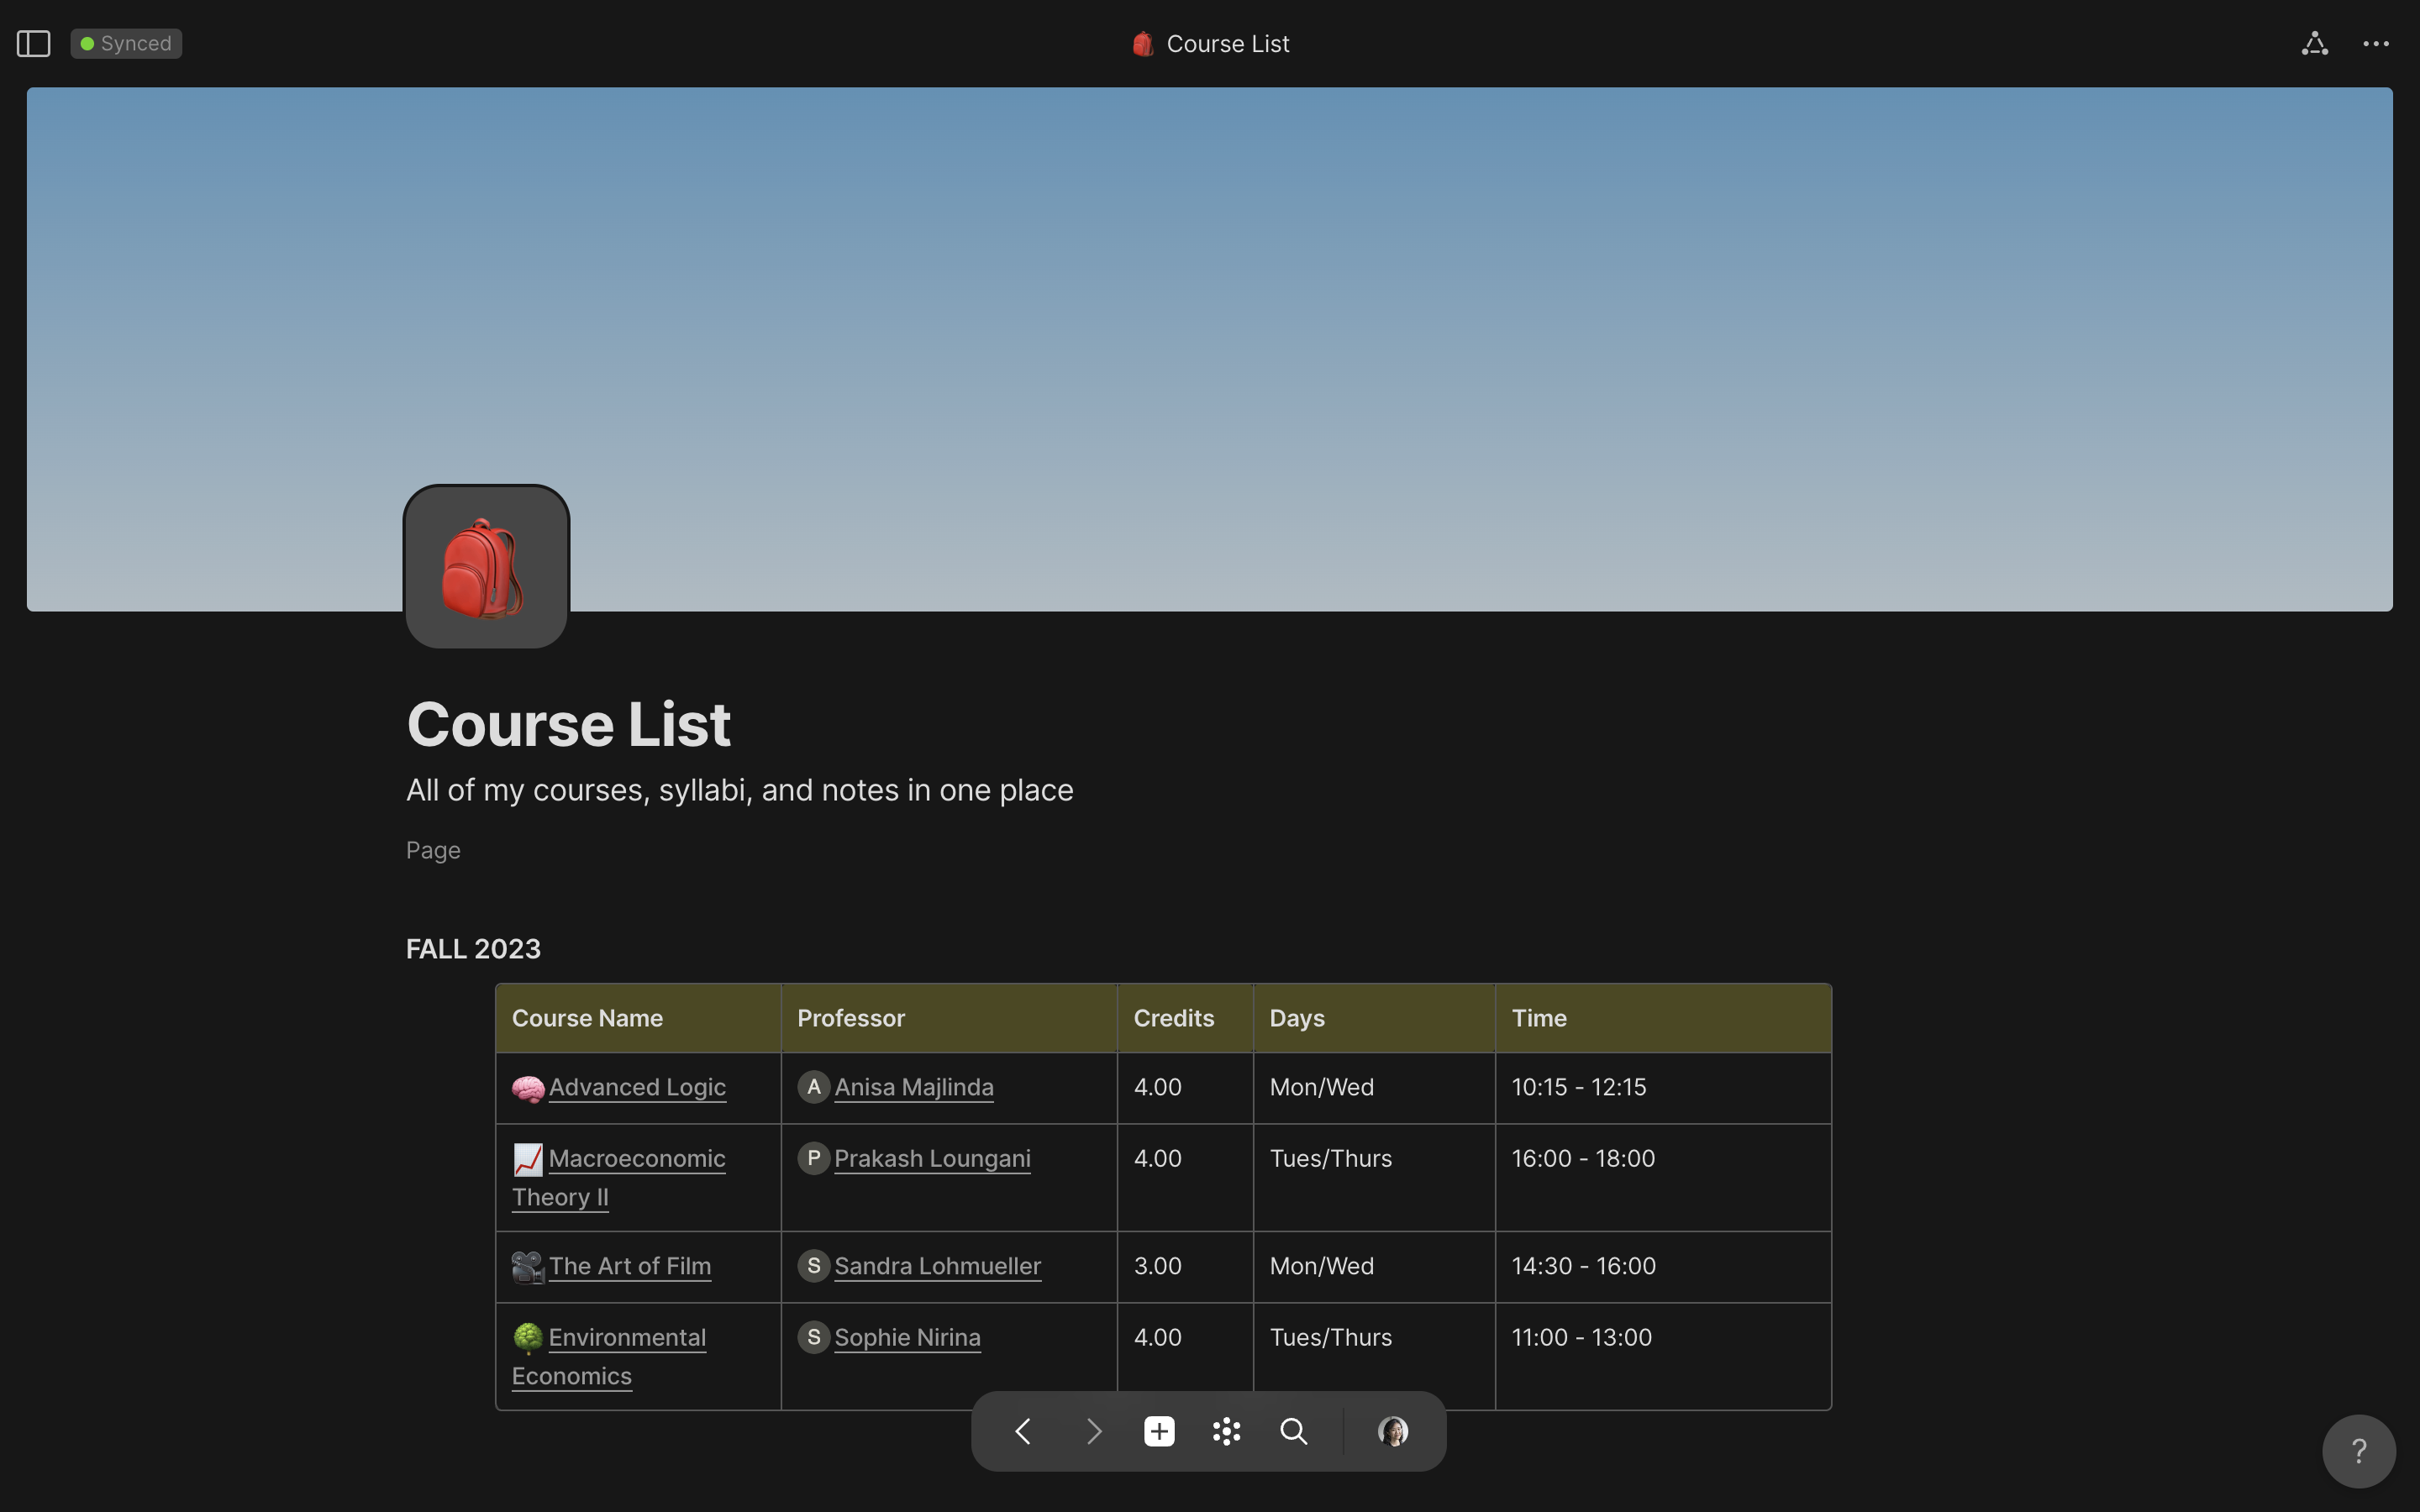 Synced
Course List
Course List
All of my courses, syllabi, and notes in one place
Page
FALL 2023
Course Name Professor Credits Days Time
Advanced Logic A Anisa Majlinda 4.00 Mon/Wed 10:15 - 12:15
Macroeconomic P Prakash Loungani 4.00 Tues/Thurs 16:00 - 18:00
Theory II
The Art of Film S Sandra Lohmueller 3.00 Mon/Wed 14:30 - 16:00
Environmental S Sophie Nirina 4.00 Tues/Thurs 11:00 - 13:00
Economics
?